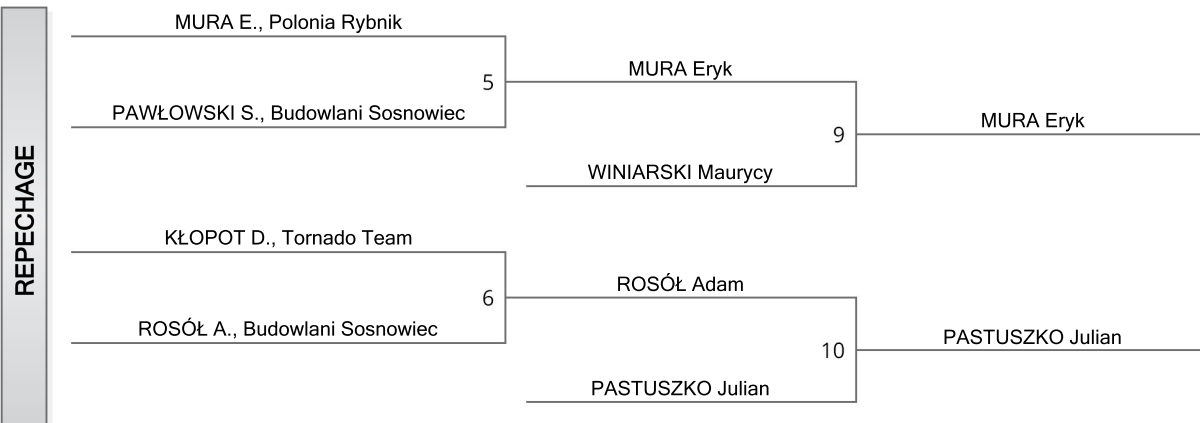 REPECHAGE
MURA E., Polonia Rybnik
5
PAWŁOWSKI S., Budowlani Sosnowiec
MURA Eryk
9
WINIARSKI Maurycy
MURA Eryk
KŁOPOT D., Tornado Team
6
ROSÓŁ A., Budowlani Sosnowiec
ROSÓŁ Adam
10
PASTUSZKO Julian
PASTUSZKO Julian